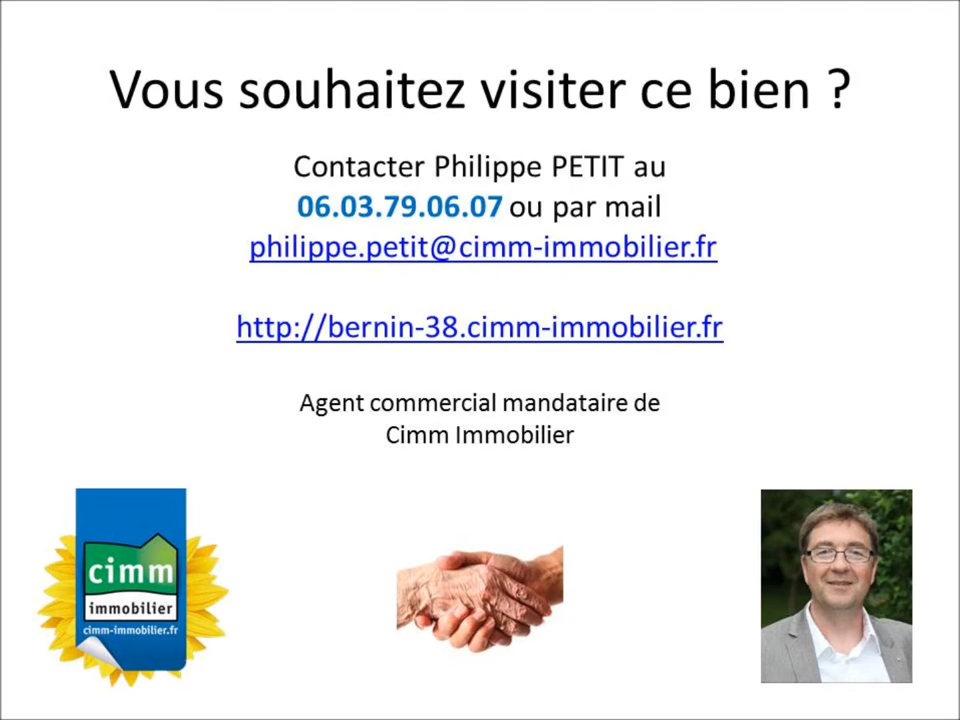 Vous souhaitez visiter ce bien ?
Contacter Philippe PETIT au
06.03.79.06.07 ou par mail
philippe.petit@cimm-immobilier.fr
http://bernin-38.cimm-immobilier.fr
Agent commercial mandataire de
Cimm Immobilier
cimm
immobilier
cimm-immobilier.fr